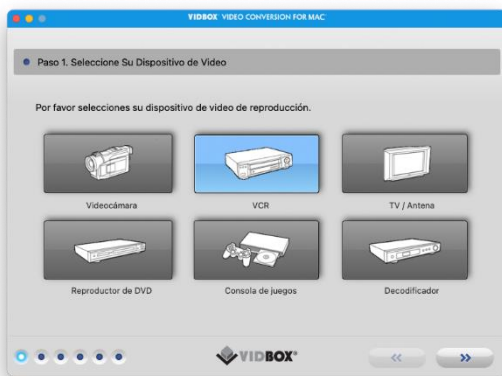 VIDBOX® VIDEO CONVERSION FOR MAC
Paso 1. Seleccione Su Dispositivo de Video
Por favor selecciones su dispositivo de video de reproducción.
Videocámara
VCR
TV / Antena
Reproductor de DVD
Consola de juegos
Decodificador
VIDBOX®